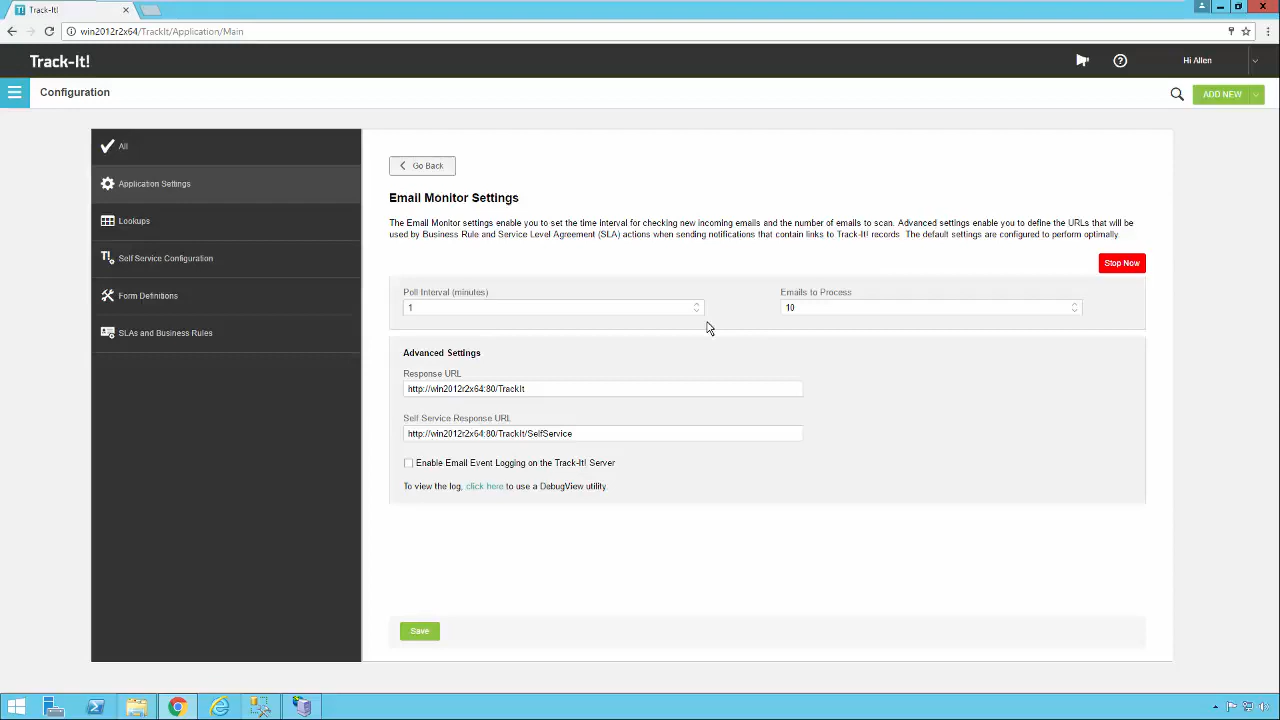 Track-It!
win2012r2x64/TrackIt/Application/Main
Track-It!
Hi Allen
Configuration
ADD NEW
All
Application Settings
Lookups
Self Service Configuration
Form Definitions
SLAs and Business Rules
Go Back
Email Monitor Settings
The Email Monitor settings enable you to set the time interval for checking new incoming emails and the number of emails to scan. Advanced settings enable you to define the URLs that will be
used by Business Rule and Service Level Agreement (SLA) actions when sending notifications that contain links to Track-It! records. The default settings are configured to perform optimally.
Stop Now
Poll Interval (minutes)
Emails to Process
1
10
Advanced Settings
Response URL
http://win2012r2x64:80/TrackIt
Self Service Response URL
http://win2012r2x64:80/TrackIt/SelfService
Enable Email Event Logging on the Track-It! Server
To view the log, click here to use a DebugView utility.
Save